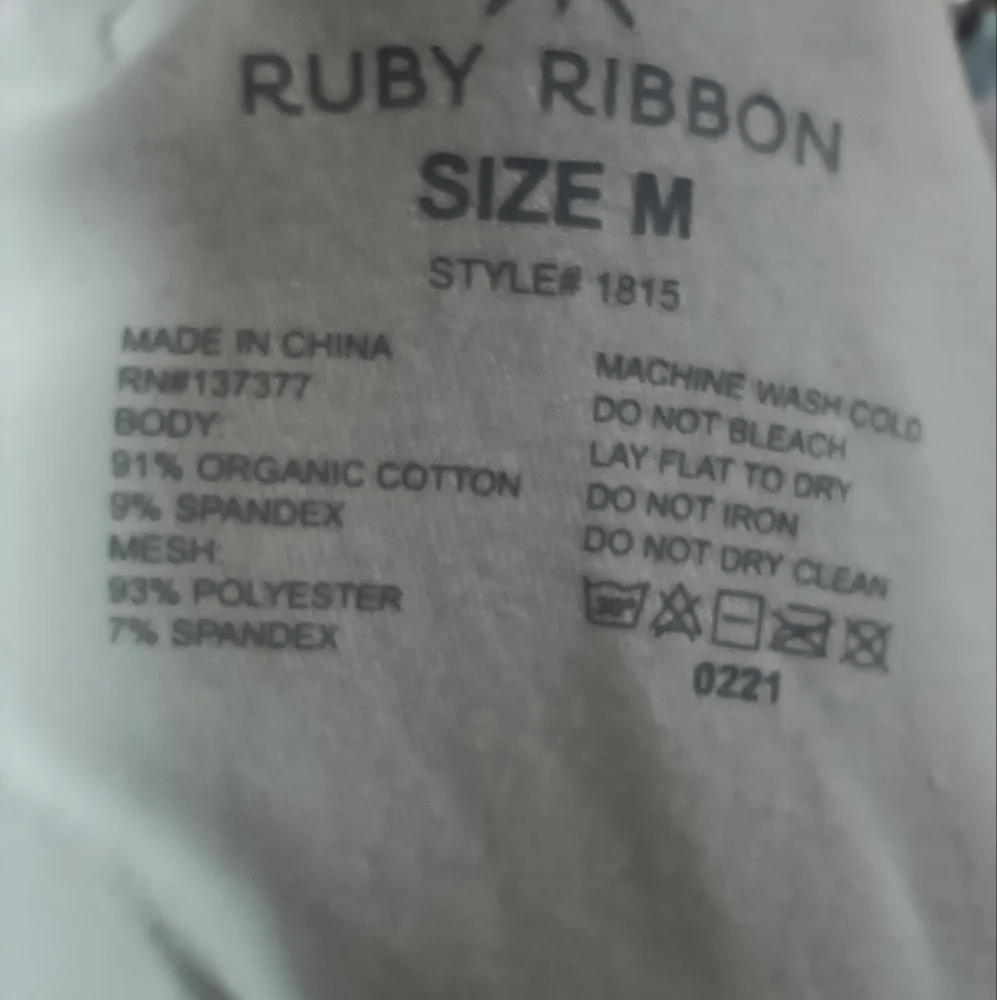 RUBY RIBBON
SIZE M
STYLE# 1815
MADE IN CHINA
RN#137377
BODY:
91% ORGANIC COTTON
9% SPANDEX
MESH:
93% POLYESTER
7% SPANDEX
MACHINE WASH COLD
DO NOT BLEACH
LAY FLAT TO DRY
DO NOT IRON
DO NOT DRY CLEAN
30°
0221